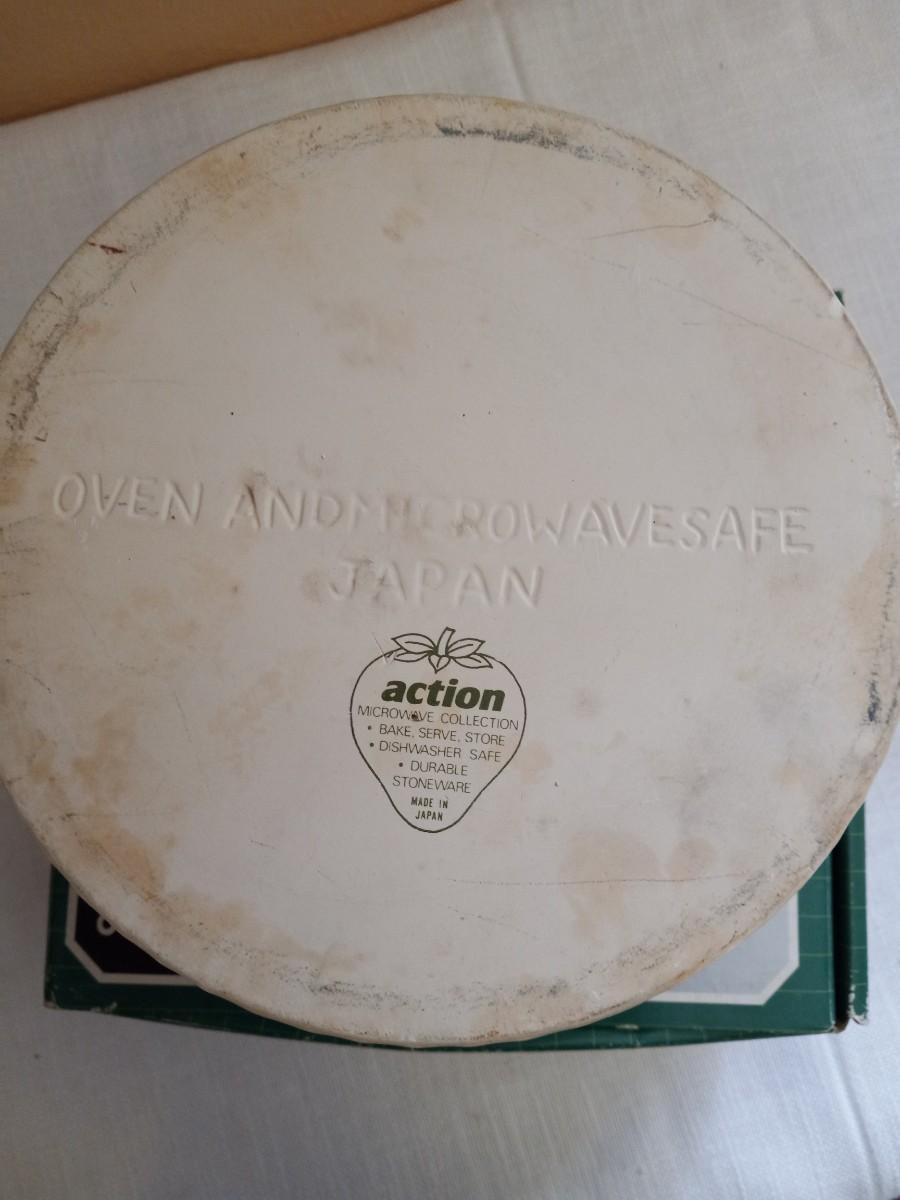 OVEN ANDMICROWAVESAFE
JAPAN
action
MICROWAVE COLLECTION
• BAKE, SERVE, STORE
• DISHWASHER SAFE
• DURABLE
STONEWARE
MADE IN
JAPAN